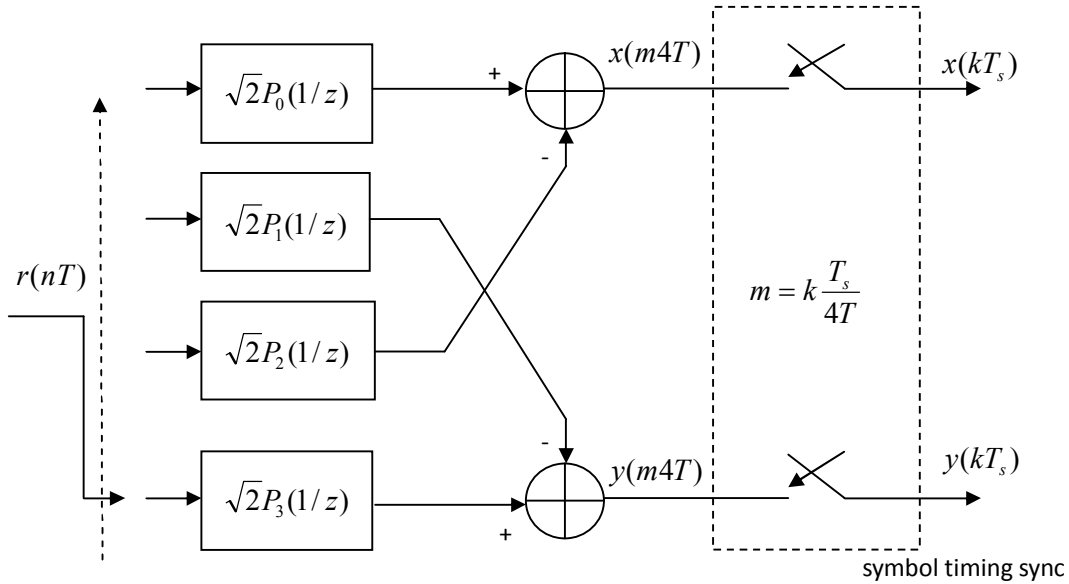 √2P₀(1/z)
+
x(m4T)
x(kTₛ)
-
√2P₁(1/z)
r(nT)
m = k Tₛ/4T
√2P₂(1/z)
-
y(m4T)
y(kTₛ)
√2P₃(1/z)
+
symbol timing sync